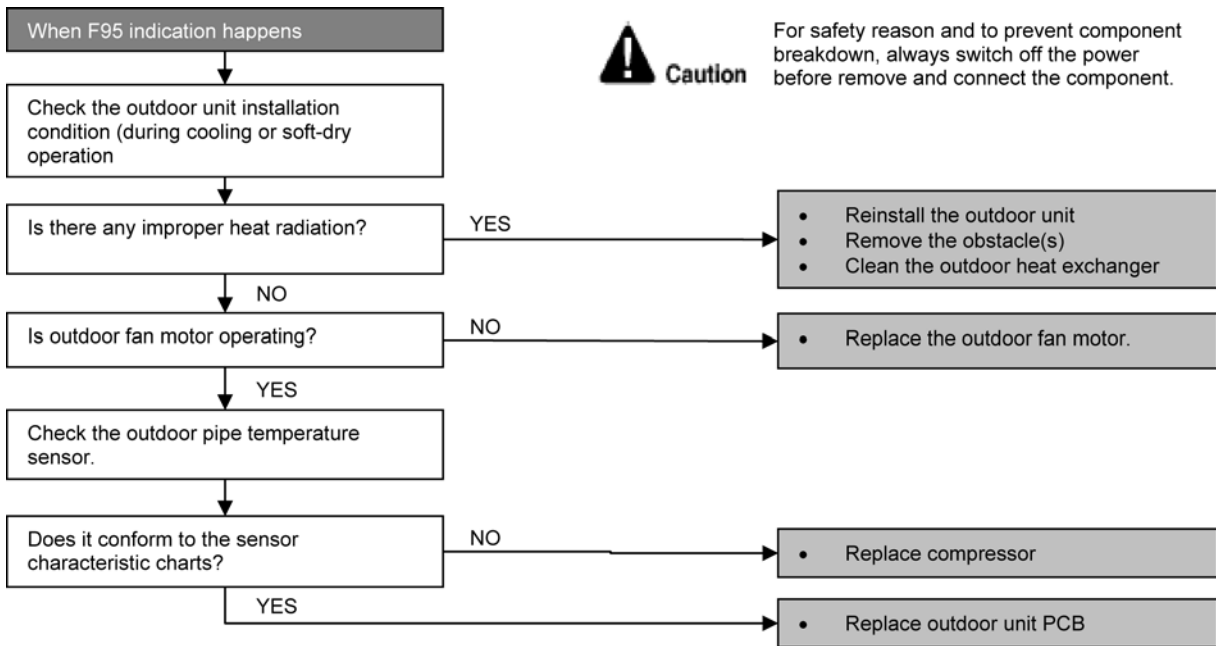 When F95 indication happens
Caution
For safety reason and to prevent component
breakdown, always switch off the power
before remove and connect the component.
Check the outdoor unit installation
condition (during cooling or soft-dry
operation
Is there any improper heat radiation?
YES
• Reinstall the outdoor unit
• Remove the obstacle(s)
• Clean the outdoor heat exchanger
NO
Is outdoor fan motor operating?
NO
• Replace the outdoor fan motor.
YES
Check the outdoor pipe temperature
sensor.
Does it conform to the sensor
characteristic charts?
NO
• Replace compressor
YES
• Replace outdoor unit PCB